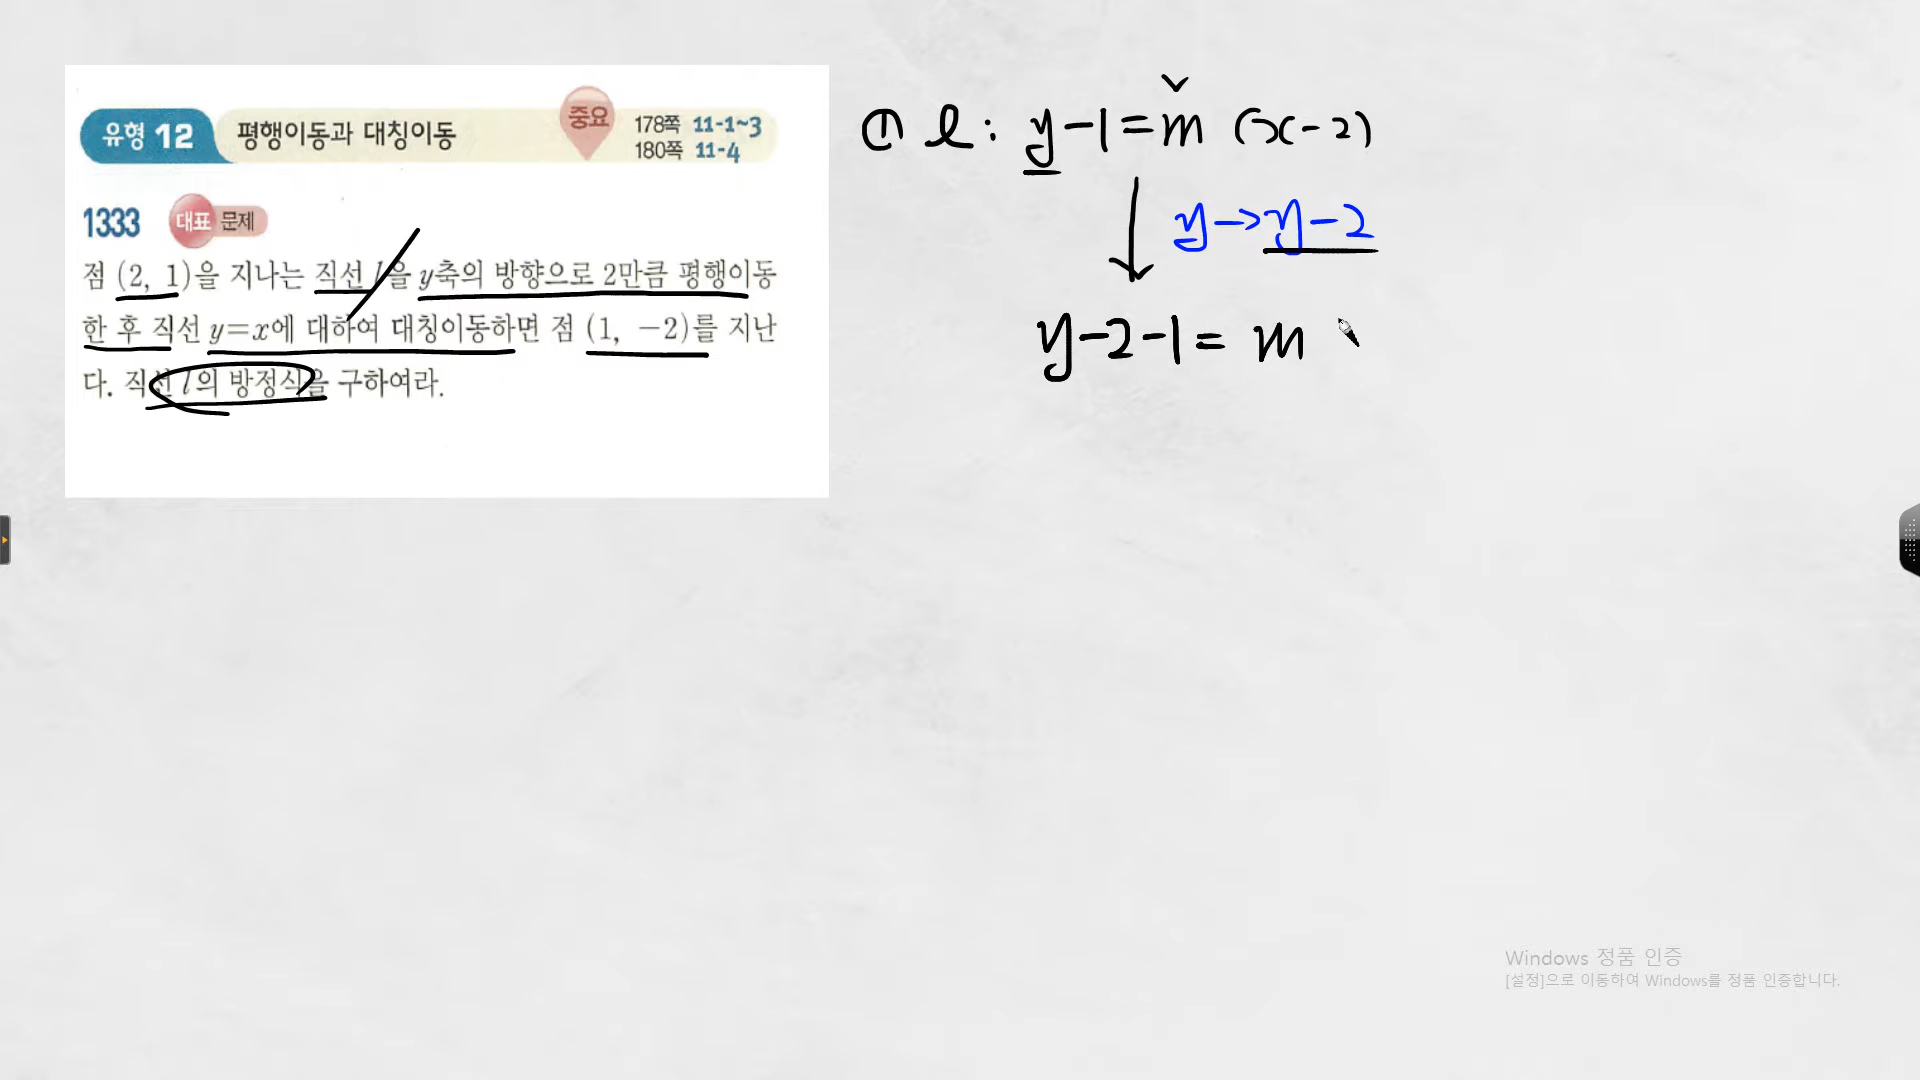 유형 12 평행이동과 대칭이동 중요 178쪽 11-1~3
180쪽 11-4
1333 대표 문제
점 (2, 1)을 지나는 직선 l을 y축의 방향으로 2만큼 평행이동
한 후 직선 y=x에 대하여 대칭이동하면 점 (1, -2)를 지난
다. 직선 l의 방정식을 구하여라.
① l : y-1=m (x-2)
y→y-2
y-2-1= m
Windows 정품 인증
[설정]으로 이동하여 Windows를 정품 인증합니다.